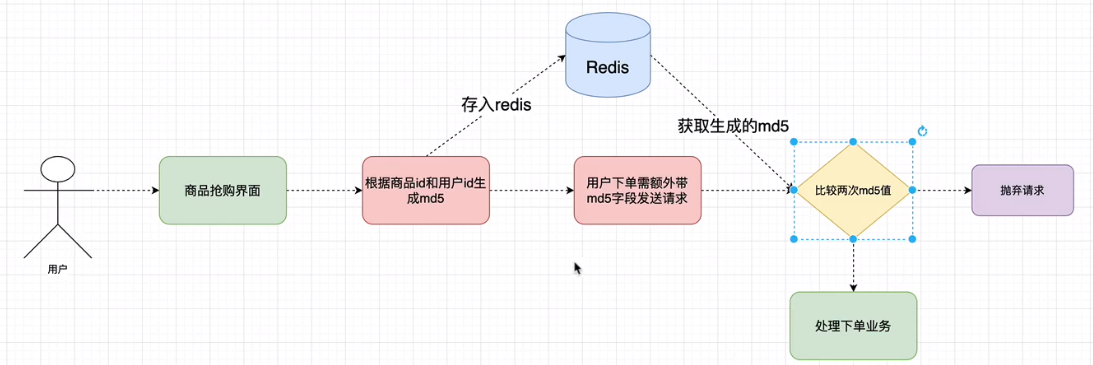 Redis
存入redis
获取生成的md5
商品抢购界面
根据商品id和用户id生
成md5
用户下单需额外带
md5字段发送请求
比较两次md5值
抛弃请求
用户
处理下单业务